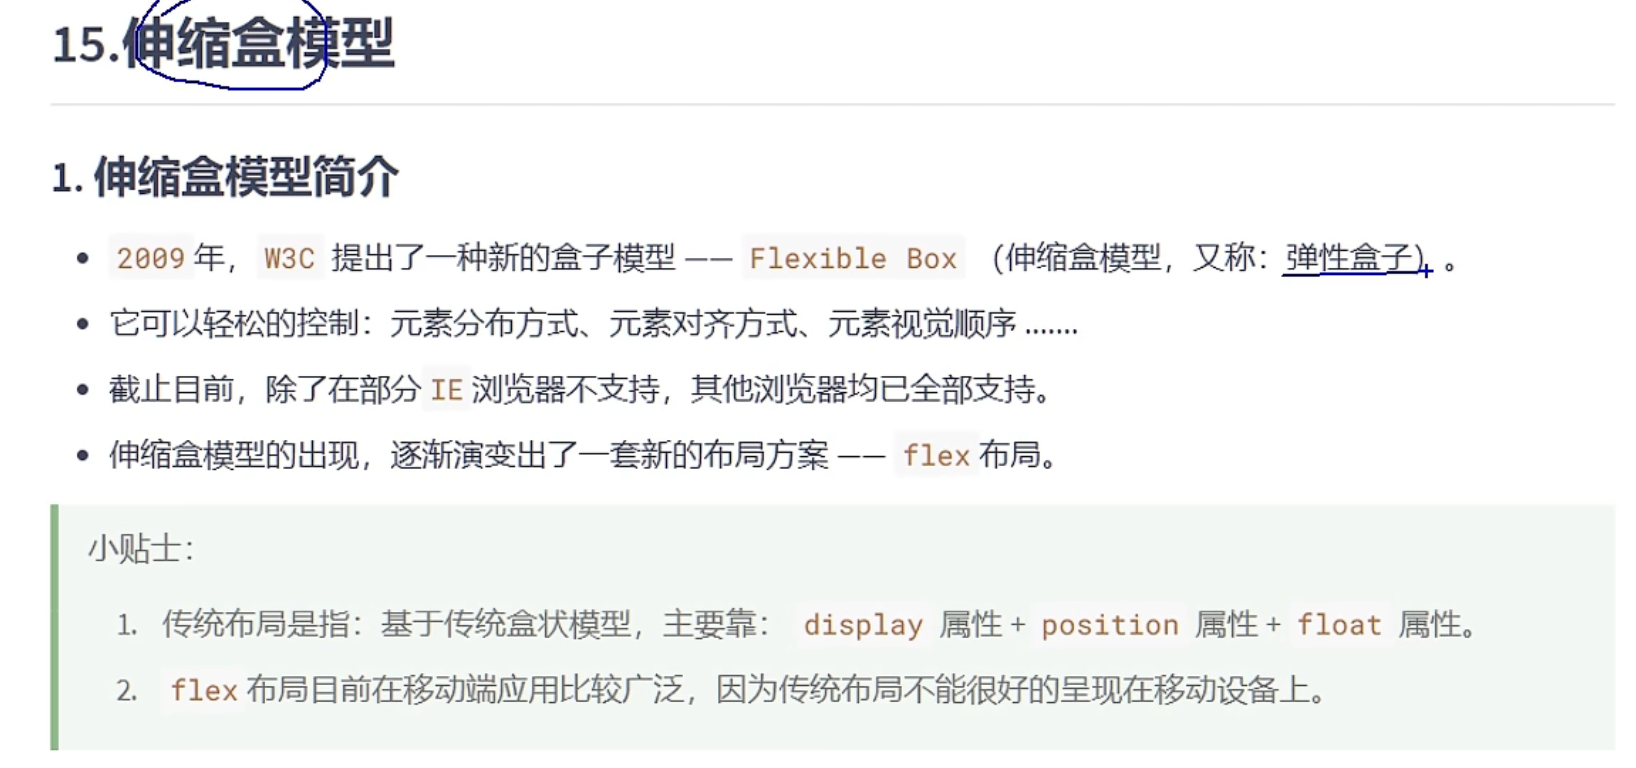 15.伸缩盒模型
1. 伸缩盒模型简介
• 2009 年， W3C 提出了一种新的盒子模型 —— Flexible Box （伸缩盒模型，又称：弹性盒子）。
• 它可以轻松的控制：元素分布方式、元素对齐方式、元素视觉顺序 .......
• 截止目前，除了在部分 IE 浏览器不支持，其他浏览器均已全部支持。
• 伸缩盒模型的出现，逐渐演变出了一套新的布局方案 —— flex 布局。
小贴士：
1. 传统布局是指：基于传统盒状模型，主要靠： display 属性 + position 属性 + float 属性。
2. flex 布局目前在移动端应用比较广泛，因为传统布局不能很好的呈现在移动设备上。